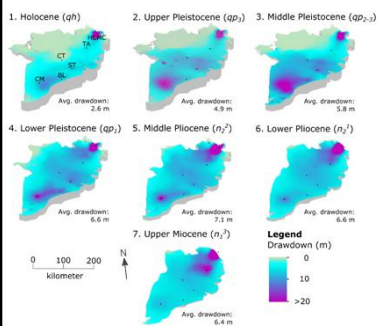 1. Holocene (qh)
HCMC
TA
CT
ST
CM
BL
Avg. drawdown:
2.6 m
2. Upper Pleistocene (qp₃)
Avg. drawdown:
4.9 m
3. Middle Pleistocene (qp₂₋₃)
Avg. drawdown:
5.8 m
4. Lower Pleistocene (qp₁)
Avg. drawdown:
6.6 m
5. Middle Pliocene (n₂²)
Avg. drawdown:
7.1 m
6. Lower Pliocene (n₂¹)
Avg. drawdown:
6.6 m
7. Upper Miocene (n₁³)
Avg. drawdown:
6.4 m
0 100 200
kilometer
N
Legend
Drawdown (m)
0
10
>20